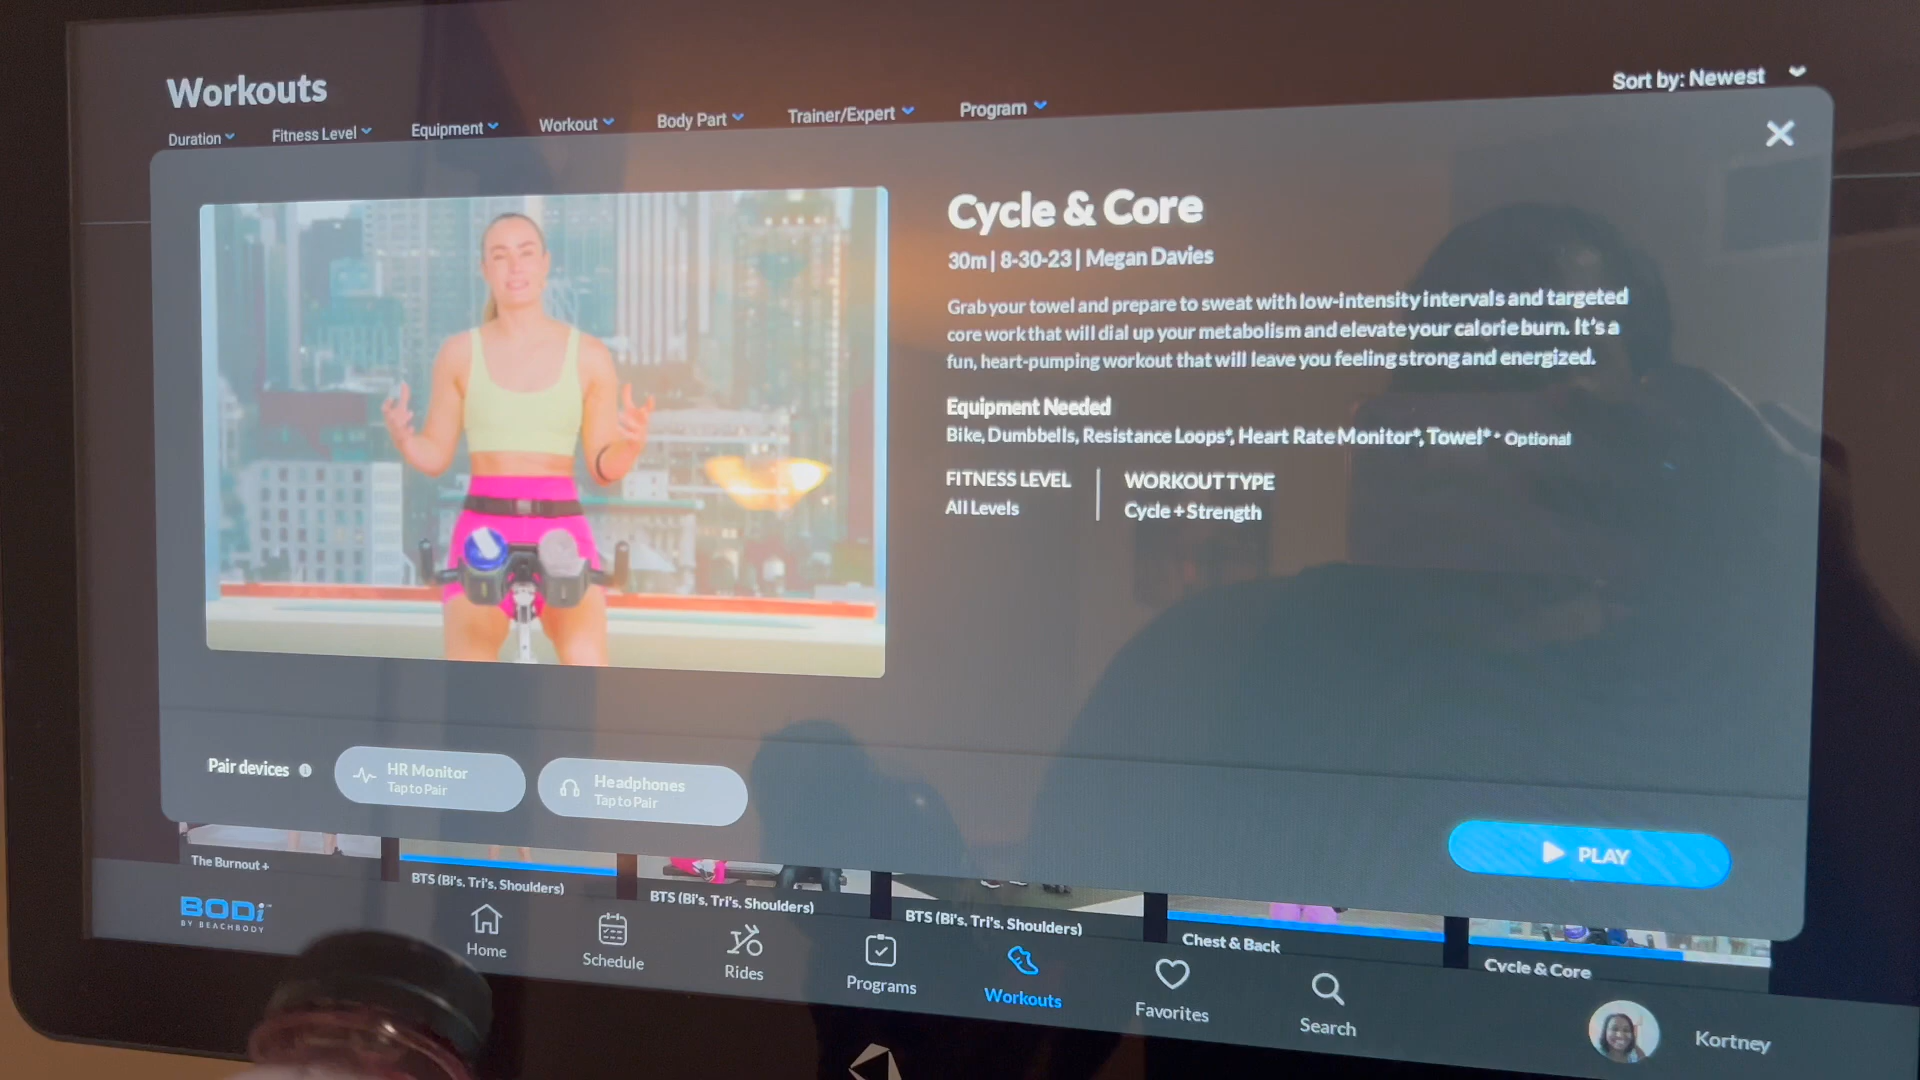 Workouts
Sort by: Newest
Duration
Fitness Level
Equipment
Workout
Body Part
Trainer/Expert
Program
Cycle & Core
30m | 8-30-23 | Megan Davies
Grab your towel and prepare to sweat with low-intensity intervals and targeted
core work that will dial up your metabolism and elevate your calorie burn. It's a
fun, heart-pumping workout that will leave you feeling strong and energized.
Equipment Needed
Bike, Dumbbells, Resistance Loops*, Heart Rate Monitor*, Towel* * Optional
FITNESS LEVEL
All Levels
WORKOUT TYPE
Cycle + Strength
Pair devices
HR Monitor
Tap to Pair
Headphones
Tap to Pair
PLAY
The Burnout +
BTS (Bi's, Tri's, Shoulders)
BTS (Bi's, Tri's, Shoulders)
BTS (Bi's, Tri's, Shoulders)
Chest & Back
Cycle & Core
BODi™
BY BEACHBODY
Home
Schedule
Rides
Programs
Workouts
Favorites
Search
Kortney